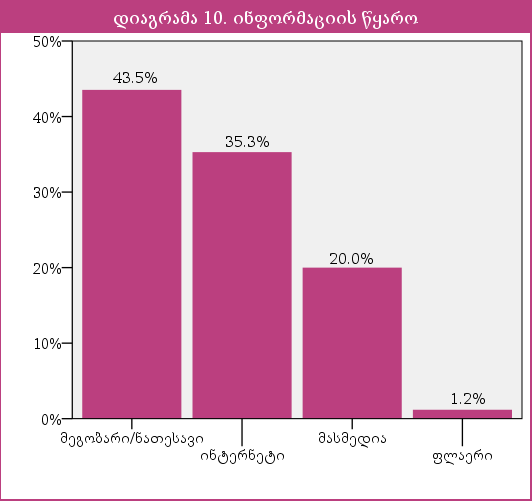 დიაგრამა 10. ინფორმაციის წყარო
50%
43.5%
40%
35.3%
30%
20.0%
20%
10%
1.2%
0%
მეგობარი/ნათესავი
მასმედია
ინტერნეტი
ფლაერი